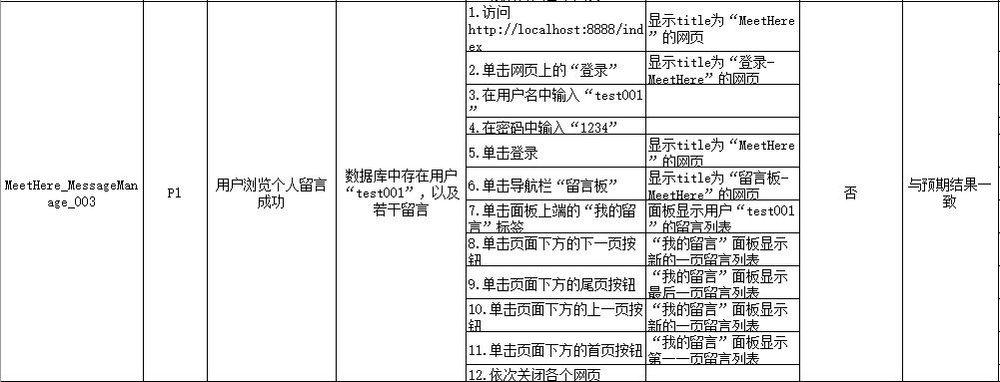 MeetHere_MessageMan
age_003
P1
用户浏览个人留言
成功
数据库中存在用户
“test001”，以及
若干留言
1.访问
http://localhost:8888/ind
ex
显示title为“MeetHere
”的网页
2.单击网页上的“登录”
显示title为“登录-
MeetHere”的网页
3.在用户名中输入“test001
”
4.在密码中输入“1234”
5.单击登录
显示title为“MeetHere
”的网页
6.单击导航栏“留言板”
显示title为“留言板-
MeetHere”的网页
7.单击面板上端的“我的留
言”标签
面板显示用户“test001
”的留言列表
8.单击页面下方的下一页按
钮
“我的留言”面板显示
新的一页留言列表
9.单击页面下方的尾页按钮
“我的留言”面板显示
最后一页留言列表
10.单击页面下方的上一页按
钮
“我的留言”面板显示
新的一页留言列表
11.单击页面下方的首页按钮
“我的留言”面板显示
第一一页留言列表
12.依次关闭各个网页
否
与预期结果一
致